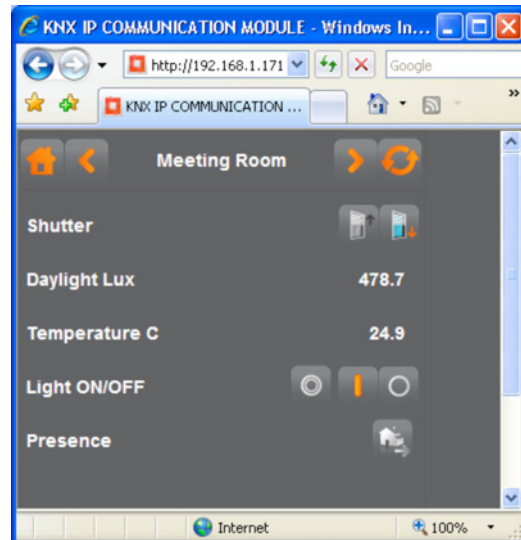 KNX IP COMMUNICATION MODULE - Windows In...
http://192.168.1.171
Google
KNX IP COMMUNICATION ...
»
Meeting Room
Shutter
Daylight Lux 478.7
Temperature C 24.9
Light ON/OFF
Presence
Internet 100%